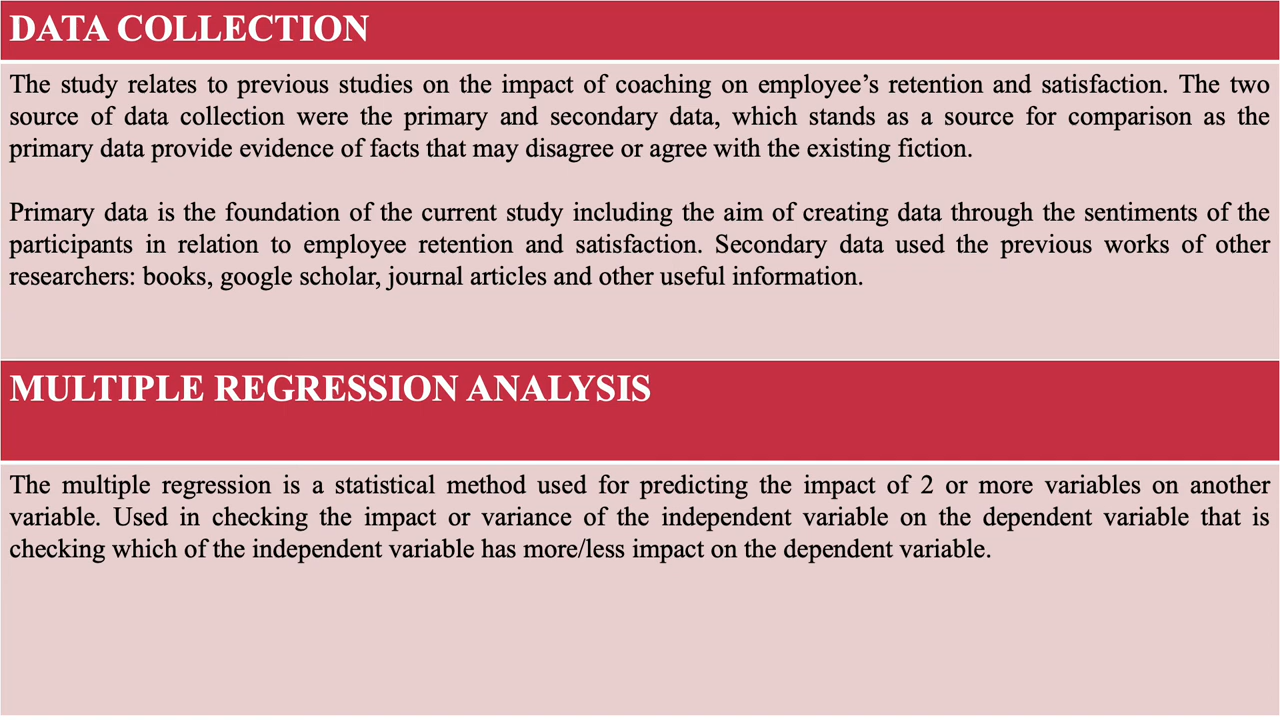 DATA COLLECTION
The study relates to previous studies on the impact of coaching on employee’s retention and satisfaction. The two
source of data collection were the primary and secondary data, which stands as a source for comparison as the
primary data provide evidence of facts that may disagree or agree with the existing fiction.
Primary data is the foundation of the current study including the aim of creating data through the sentiments of the
participants in relation to employee retention and satisfaction. Secondary data used the previous works of other
researchers: books, google scholar, journal articles and other useful information.
MULTIPLE REGRESSION ANALYSIS
The multiple regression is a statistical method used for predicting the impact of 2 or more variables on another
variable. Used in checking the impact or variance of the independent variable on the dependent variable that is
checking which of the independent variable has more/less impact on the dependent variable.